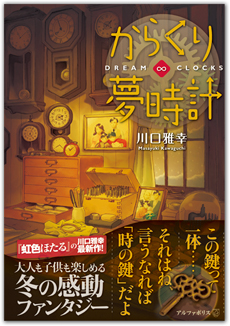 からくり
DREAM ∞ CLOCKS
夢時計
川口雅幸
Masayuki Kawaguchi
この鍵って
一体……
それはね、
言うなれば
「時の鍵」だよ
「虹色ほたる」の川口雅幸
最新作!
大人も子供も楽しめる
冬の感動
ファンタジー
アルファポリス